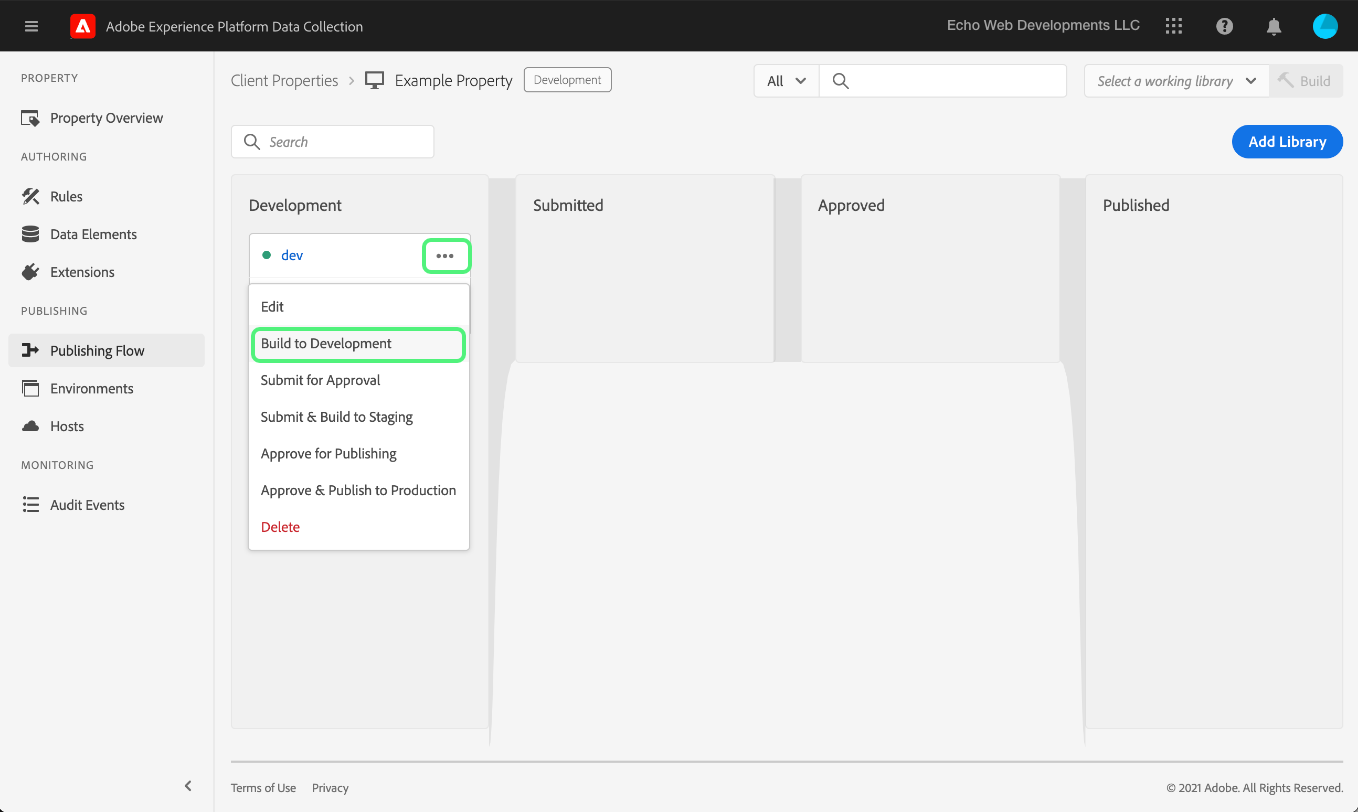 Adobe Experience Platform Data Collection
Echo Web Developments LLC
PROPERTY
Property Overview
AUTHORING
Rules
Data Elements
Extensions
PUBLISHING
Publishing Flow
Environments
Hosts
MONITORING
Audit Events
Client Properties > Example Property Development
All
Select a working library
Build
Search
Add Library
Development
dev
Edit
Build to Development
Submit for Approval
Submit & Build to Staging
Approve for Publishing
Approve & Publish to Production
Delete
Submitted
Approved
Published
Terms of Use Privacy
© 2021 Adobe. All Rights Reserved.